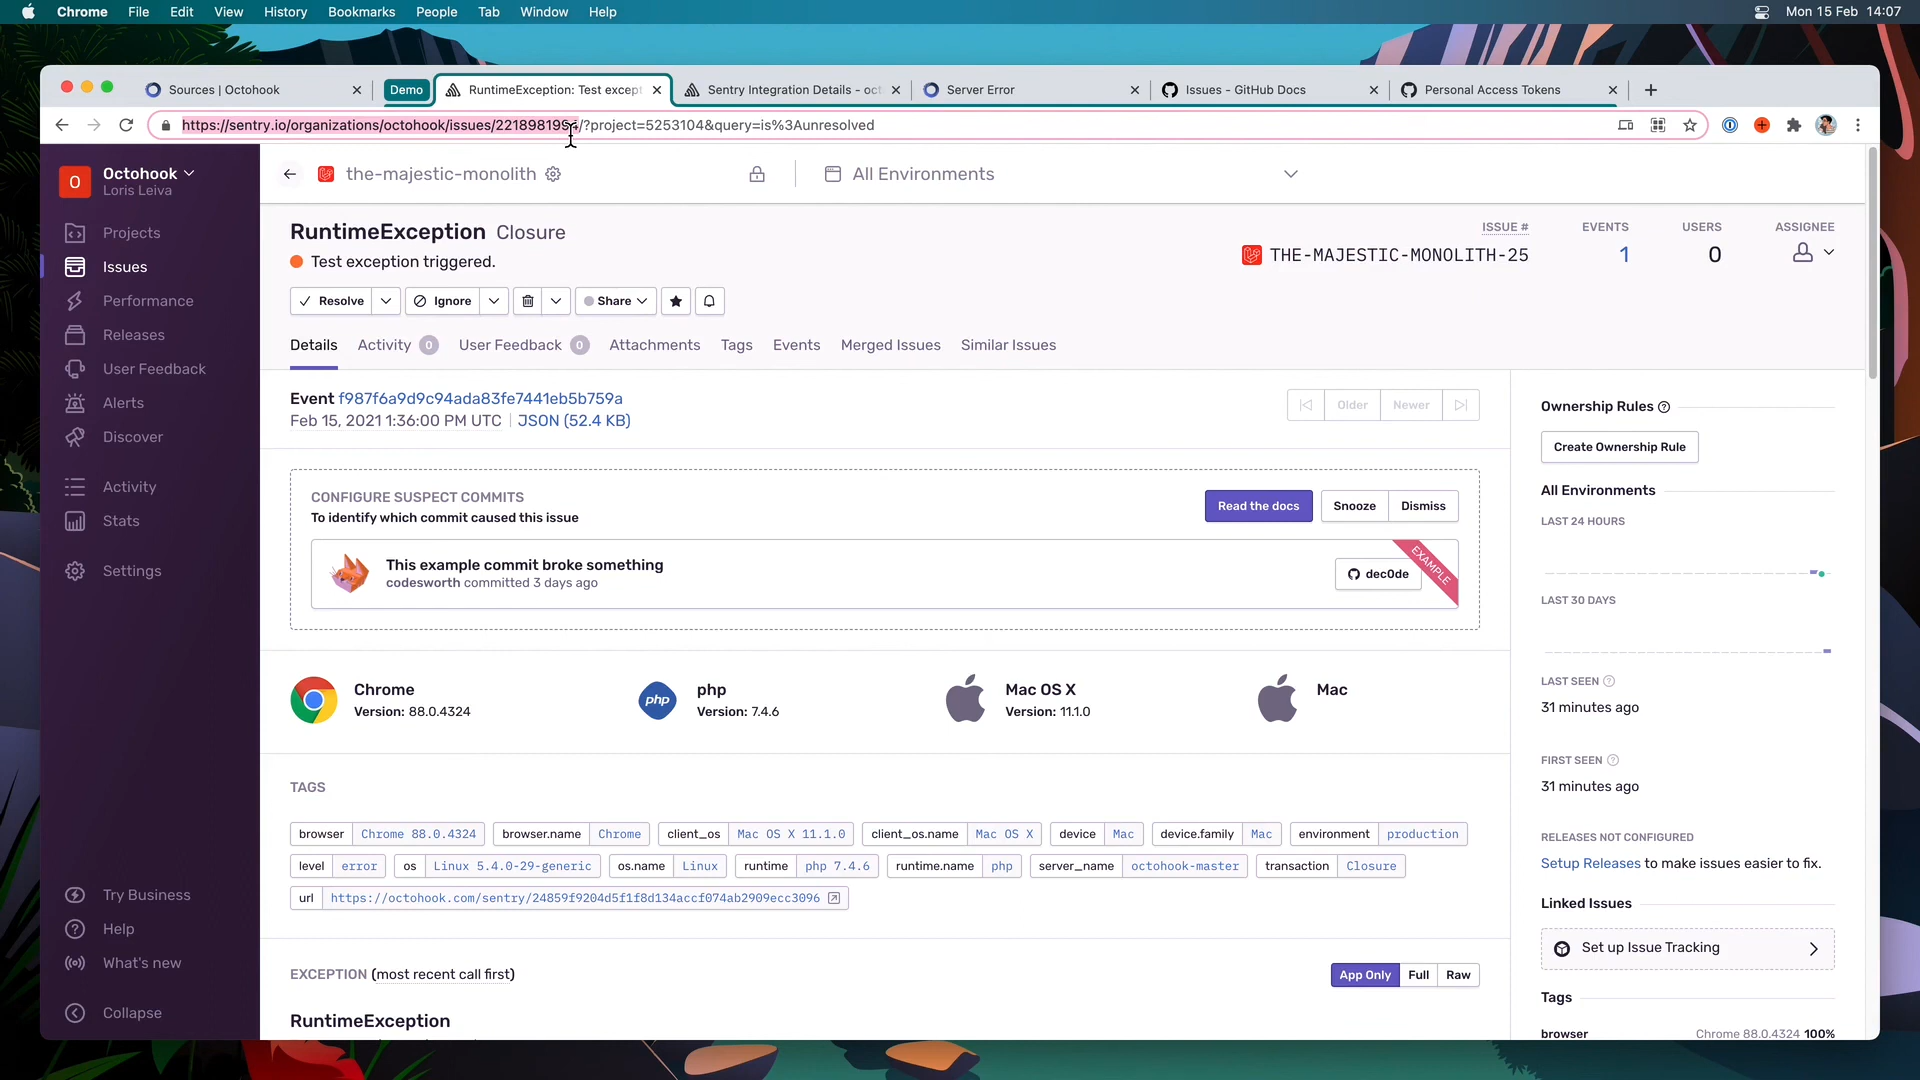 Chrome File Edit View History Bookmarks People Tab Window Help Mon 15 Feb 14:07
Sources | Octohook Demo RuntimeException: Test except Sentry Integration Details - oct Server Error Issues - GitHub Docs Personal Access Tokens
/?project=5253104&query=is%3Aunresolved
O Octohook
Loris Leiva
the-majestic-monolith All Environments
Projects
Issues
Performance
Releases
User Feedback
Alerts
Discover
Activity
Stats
Settings
Try Business
Help
What's new
Collapse
RuntimeException Closure
Test exception triggered.
ISSUE # EVENTS USERS ASSIGNEE
THE-MAJESTIC-MONOLITH-25 1 0
Resolve Ignore Share
Details Activity 0 User Feedback 0 Attachments Tags Events Merged Issues Similar Issues
Event f987f6a9d9c94ada83fe7441eb5b759a
Feb 15, 2021 1:36:00 PM UTC JSON (52.4 KB)
Older Newer
CONFIGURE SUSPECT COMMITS
To identify which commit caused this issue
Read the docs Snooze Dismiss
This example commit broke something
codesworth committed 3 days ago
dec0de
EXAMPLE
Chrome
Version: 88.0.4324
php
php
Version: 7.4.6
Mac OS X
Version: 11.1.0
Mac
TAGS
browser Chrome 88.0.4324 browser.name Chrome client_os Mac OS X 11.1.0 client_os.name Mac OS X device Mac device.family Mac environment production
level error os Linux 5.4.0-29-generic os.name Linux runtime php 7.4.6 runtime.name php server_name octohook-master transaction Closure
url https://octohook.com/sentry/24859f9204d5f1f8d134accf074ab2909ecc3096
EXCEPTION (most recent call first)
App Only Full Raw
RuntimeException
Ownership Rules
Create Ownership Rule
All Environments
LAST 24 HOURS
LAST 30 DAYS
LAST SEEN
31 minutes ago
FIRST SEEN
31 minutes ago
RELEASES NOT CONFIGURED
Setup Releases to make issues easier to fix.
Linked Issues
Set up Issue Tracking
Tags
browser Chrome 88.0.4324 100%